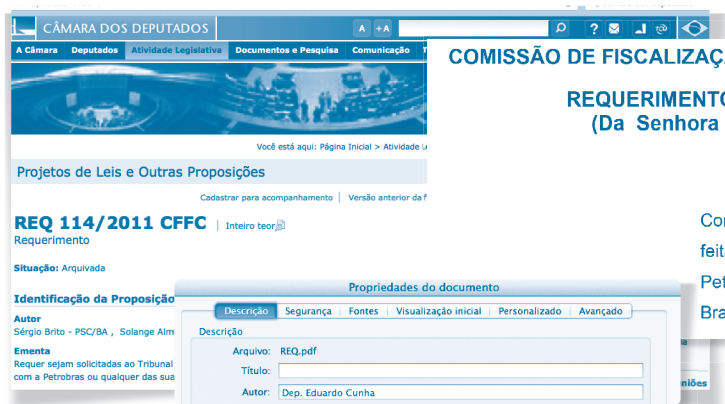 CÂMARA DOS DEPUTADOS
A +A
?
A Câmara Deputados Atividade Legislativa Documentos e Pesquisa Comunicação
COMISSÃO DE FISCALIZAÇ
REQUERIMENTO
(Da Senhora
Você está aqui: Página Inicial > Atividade
Projetos de Leis e Outras Proposições
Cadastrar para acompanhamento | Versão anterior da f
REQ 114/2011 CFFC | Inteiro teor
Requerimento
Situação: Arquivada
Identificação da Proposição
Autor
Sérgio Brito - PSC/BA , Solange Alm
Ementa
Requer sejam solicitadas ao Tribunal
com a Petrobras ou qualquer das sua
Co
feit
Pet
Bra
niões
Propriedades do documento
Descrição Segurança Fontes Visualização inicial Personalizado Avançado
Descrição
Arquivo: REQ.pdf
Título:
Autor: Dep. Eduardo Cunha